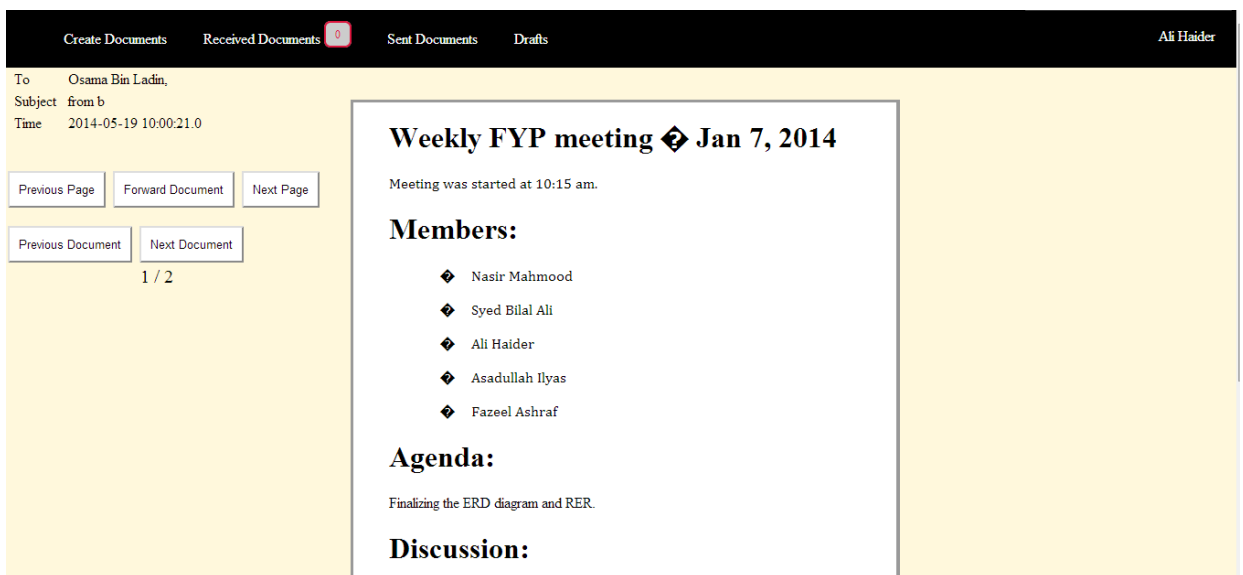 Create Documents Received Documents 0 Sent Documents Drafts Ali Haider
To Osama Bin Ladin,
Subject from b
Time 2014-05-19 10:00:21.0
Previous Page Forward Document Next Page
Previous Document Next Document
1 / 2
Weekly FYP meeting � Jan 7, 2014
Meeting was started at 10:15 am.
Members:
� Nasir Mahmood
� Syed Bilal Ali
� Ali Haider
� Asadullah Ilyas
� Fazeel Ashraf
Agenda:
Finalizing the ERD diagram and RER.
Discussion: